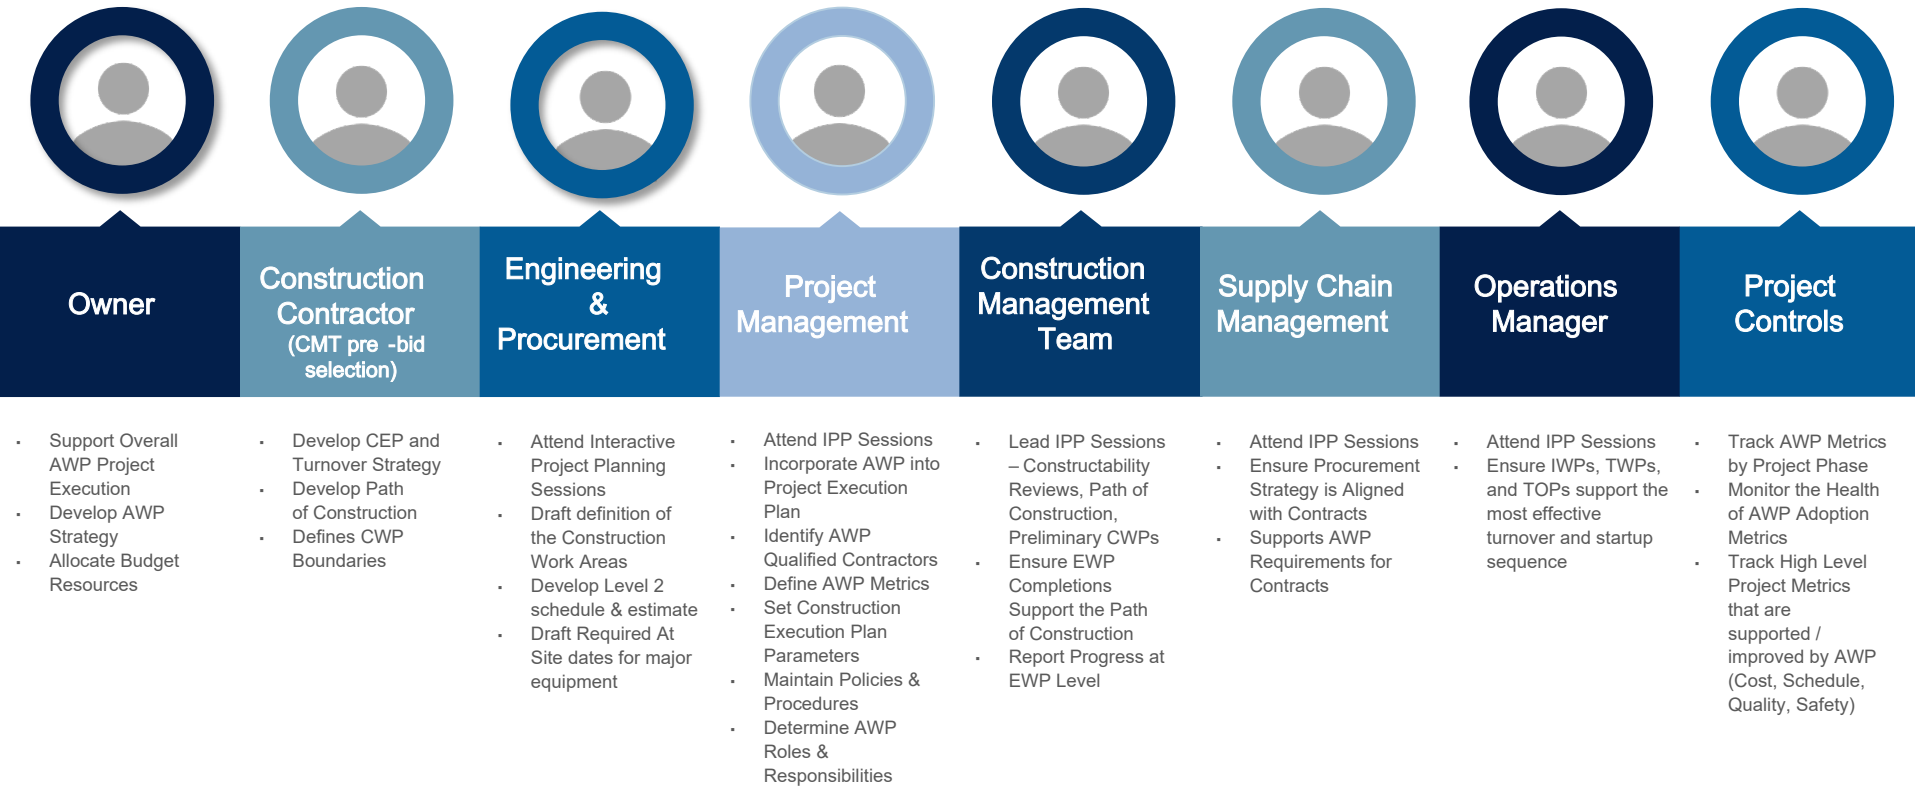 Owner
Construction
Contractor
(CMT pre -bid
selection)
Engineering
&
Procurement
Project
Management
Construction
Management
Team
Supply Chain
Management
Operations
Manager
Project
Controls
▪ Support Overall
AWP Project
Execution
▪ Develop AWP
Strategy
▪ Allocate Budget
Resources
▪ Develop CEP and
Turnover Strategy
▪ Develop Path
of Construction
▪ Defines CWP
Boundaries
▪ Attend Interactive
Project Planning
Sessions
▪ Draft definition of
the Construction
Work Areas
▪ Develop Level 2
schedule & estimate
▪ Draft Required At
Site dates for major
equipment
▪ Attend IPP Sessions
▪ Incorporate AWP into
Project Execution
Plan
▪ Identify AWP
Qualified Contractors
▪ Define AWP Metrics
▪ Set Construction
Execution Plan
Parameters
▪ Maintain Policies &
Procedures
▪ Determine AWP
Roles &
Responsibilities
▪ Lead IPP Sessions
– Constructability
Reviews, Path of
Construction,
Preliminary CWPs
▪ Ensure EWP
Completions
Support the Path
of Construction
▪ Report Progress at
EWP Level
▪ Attend IPP Sessions
▪ Ensure Procurement
Strategy is Aligned
with Contracts
▪ Supports AWP
Requirements for
Contracts
▪ Attend IPP Sessions
▪ Ensure IWPs, TWPs,
and TOPs support the
most effective
turnover and startup
sequence
▪ Track AWP Metrics
by Project Phase
▪ Monitor the Health
of AWP Adoption
Metrics
▪ Track High Level
Project Metrics
that are
supported /
improved by AWP
(Cost, Schedule,
Quality, Safety)